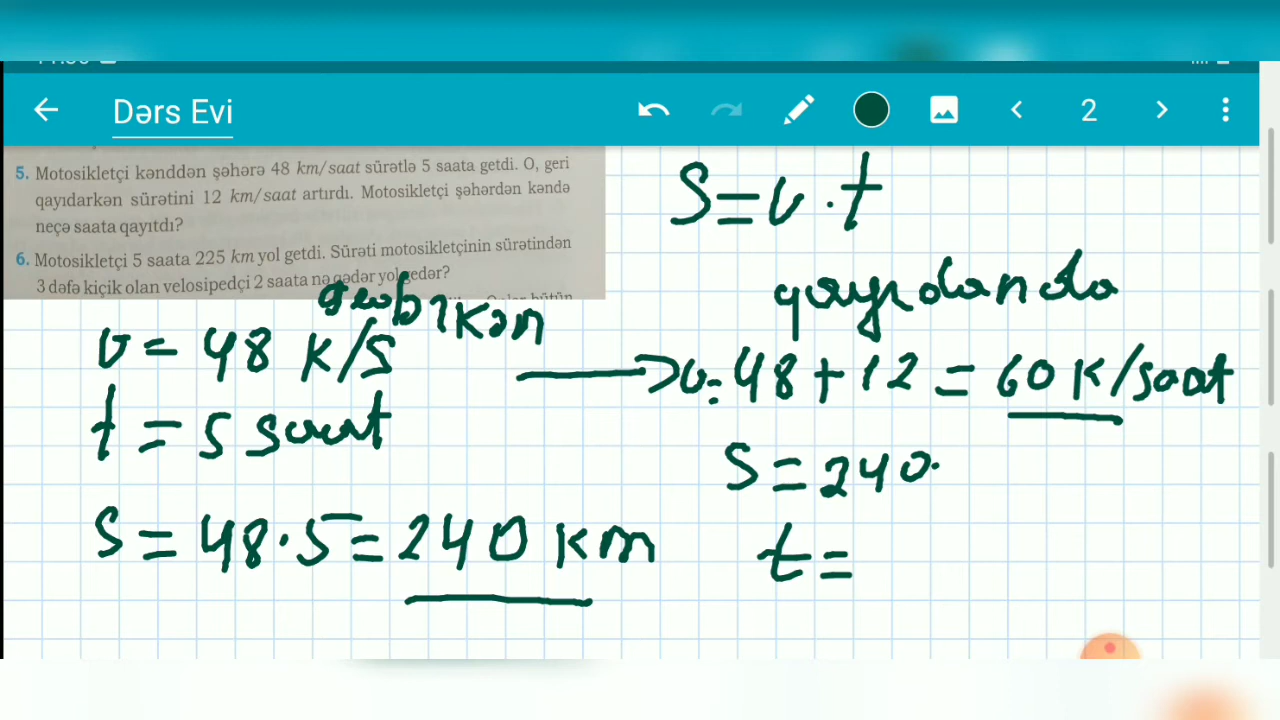 Dərs Evi
2
5. Motosikletçi kənddən şəhərə 48 km/saat sürətlə 5 saata getdi. O, geri
qayıdarkən sürətini 12 km/saat artırdı. Motosikletçi şəhərdən kəndə
neçə saata qayıtdı?
6. Motosikletçi 5 saata 225 km yol getdi. Sürəti motosikletçinin sürətindən
3 dəfə kiçik olan velosipedçi 2 saata nə qədər yol gedər?
S = v · t
qayıdanda
v = 48 K/S
v = 48 + 12 = 60 K/saat
t = 5 saat
S = 240
S = 48 · 5 = 240 km
t =